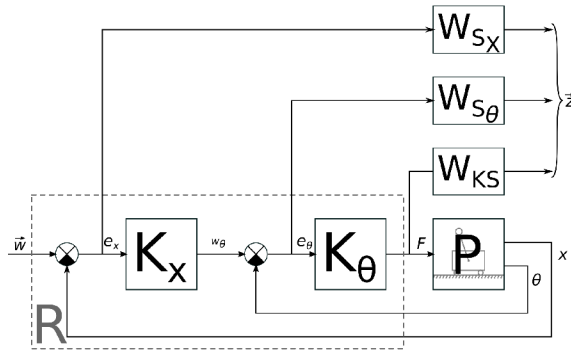 W_SX
W_Sθ
W_KS
z⃗
w⃗
e_x
K_x
w_θ
e_θ
K_θ
F
P
x
θ
R